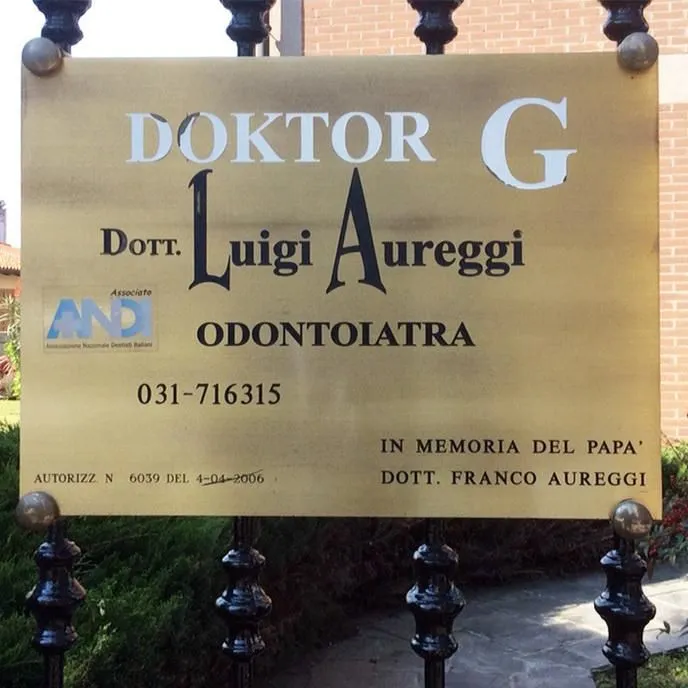 DOKTOR G
DOTT. Luigi Aureggi
Associato
ANDI
Associazione Nazionale Dentisti Italiani
ODONTOIATRA
031-716315
IN MEMORIA DEL PAPA'
DOTT. FRANCO AUREGGI
AUTORIZZ N 6039 DEL 4-04-2006